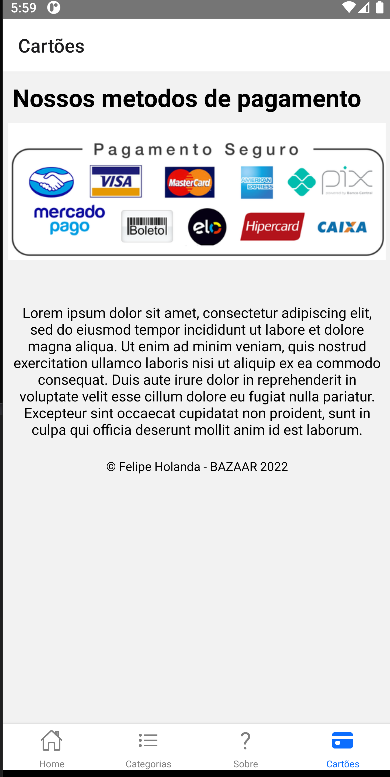 5:59
Cartões
Nossos metodos de pagamento
Pagamento Seguro
VISA MasterCard AMERICAN EXPRESS pix
mercado pago Boleto elo Hipercard CAIXA
Lorem ipsum dolor sit amet, consectetur adipiscing elit,
sed do eiusmod tempor incididunt ut labore et dolore
magna aliqua. Ut enim ad minim veniam, quis nostrud
exercitation ullamco laboris nisi ut aliquip ex ea commodo
consequat. Duis aute irure dolor in reprehenderit in
voluptate velit esse cillum dolore eu fugiat nulla pariatur.
Excepteur sint occaecat cupidatat non proident, sunt in
culpa qui officia deserunt mollit anim id est laborum.
© Felipe Holanda - BAZAAR 2022
Home Categorias Sobre Cartões